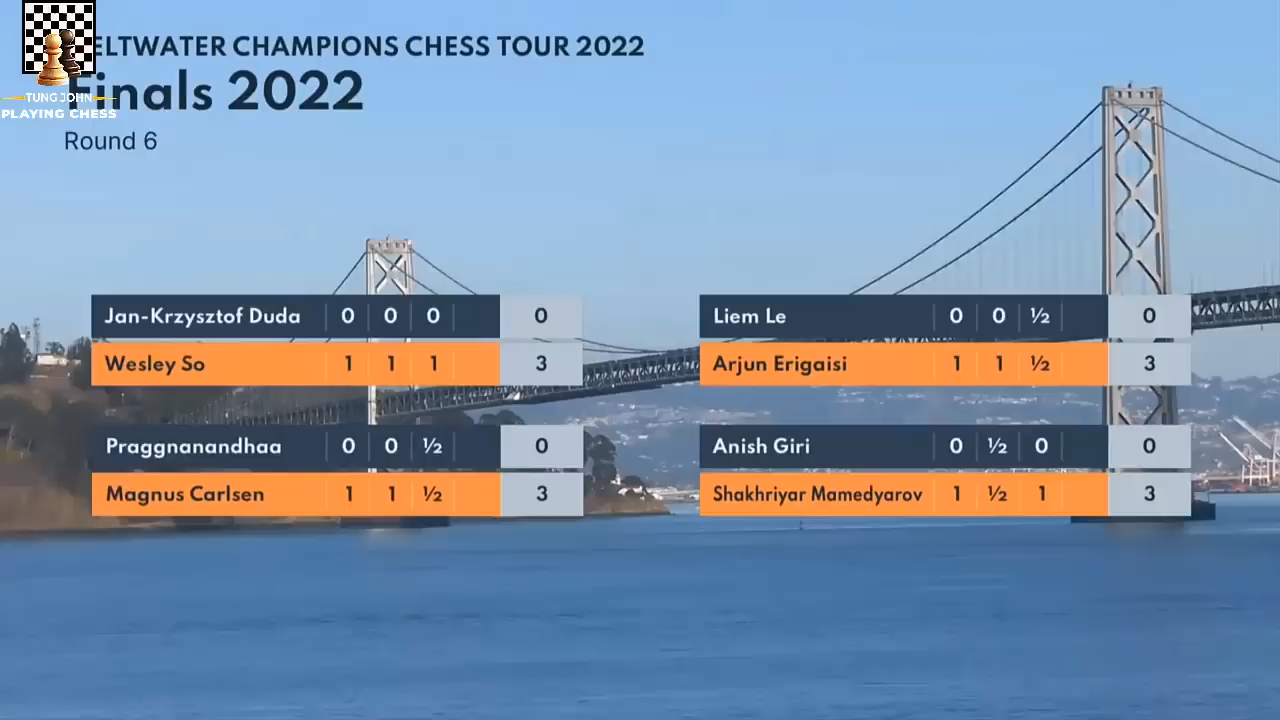 ELTWATER CHAMPIONS CHESS TOUR 2022
Finals 2022
TUNG JOHN
PLAYING CHESS
Round 6
Jan-Krzysztof Duda 0 0 0 0
Wesley So 1 1 1 3
Liem Le 0 0 ½ 0
Arjun Erigaisi 1 1 ½ 3
Praggnanandhaa 0 0 ½ 0
Magnus Carlsen 1 1 ½ 3
Anish Giri 0 ½ 0 0
Shakhriyar Mamedyarov 1 ½ 1 3